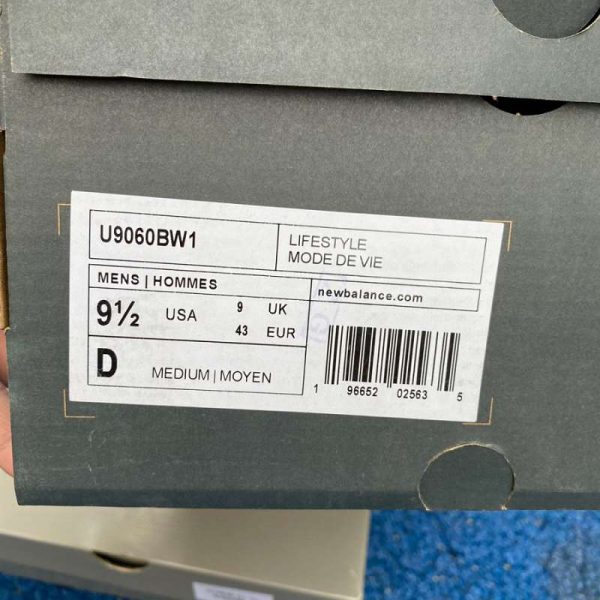 U9060BW1
LIFESTYLE
MODE DE VIE
MENS | HOMMES
newbalance.com
9½ USA 9 UK
43 EUR
D MEDIUM | MOYEN
1 96652 02563 5